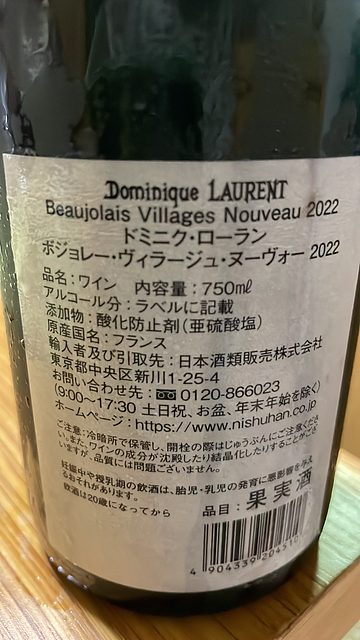 Dominique LAURENT
Beaujolais Villages Nouveau 2022
ドミニク・ローラン
ボジョレー・ヴィラージュ・ヌーヴォー 2022
品名：ワイン　内容量：750㎖
アルコール分：ラベルに記載
添加物：酸化防止剤（亜硫酸塩）
原産国名：フランス
輸入者及び引取先：日本酒類販売株式会社
東京都中央区新川1-25-4
お問い合わせ先：0120-866023
（9:00〜17:30 土日祝、お盆、年末年始を除く）
ホームページ：https://www.nishuhan.co.jp
ご注意：冷暗所で保管し、開栓の際はじゅうぶんにご注意くださ
い。また、ワインの成分が沈殿したり結晶化したりすることがござ
いますが、品質には問題ございません。
妊娠中や授乳期の飲酒は、胎児・乳児の発育に悪影響を与え
るおそれがあります。
飲酒は20歳になってから
品目：果実酒
4 904339